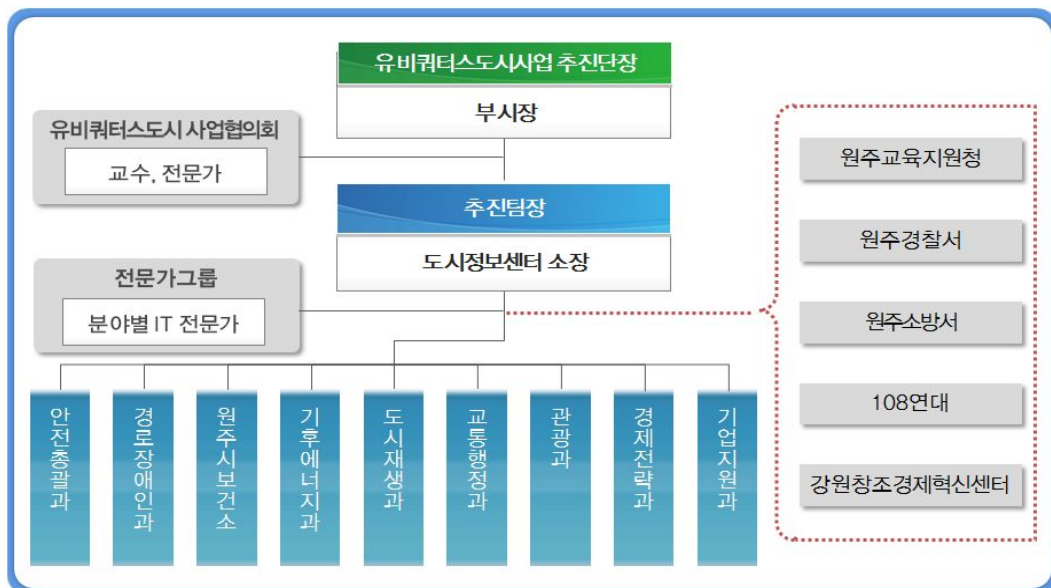 유비쿼터스도시사업 추진단장
부시장
유비쿼터스도시 사업협의회
교수, 전문가
추진팀장
도시정보센터 소장
전문가그룹
분야별 IT 전문가
안전총괄과
경로장애인과
원주시보건소
기후에너지과
도시재생과
교통행정과
관광과
경제전략과
기업지원과
원주교육지원청
원주경찰서
원주소방서
108연대
강원창조경제혁신센터